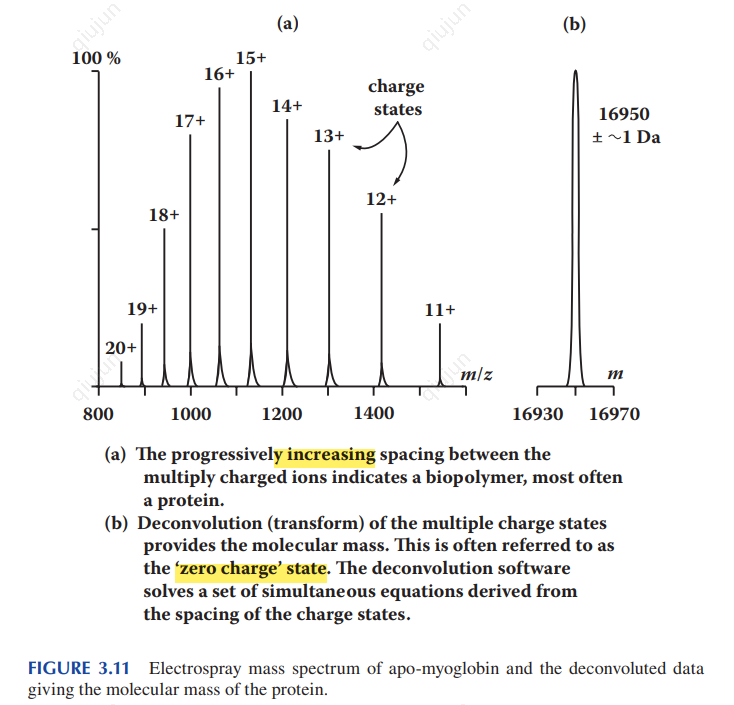 (a)
(b)
100 %
15+
16+
17+
14+
13+
charge
states
18+
12+
19+
11+
20+
m/z
800
1000
1200
1400
16950
± ~1 Da
m
16930
16970
(a) The progressively increasing spacing between the
multiply charged ions indicates a biopolymer, most often
a protein.
(b) Deconvolution (transform) of the multiple charge states
provides the molecular mass. This is often referred to as
the ‘zero charge’ state. The deconvolution software
solves a set of simultaneous equations derived from
the spacing of the charge states.
FIGURE 3.11 Electrospray mass spectrum of apo-myoglobin and the deconvoluted data
giving the molecular mass of the protein.
qiujun
qiujun
qiujun
qiujun